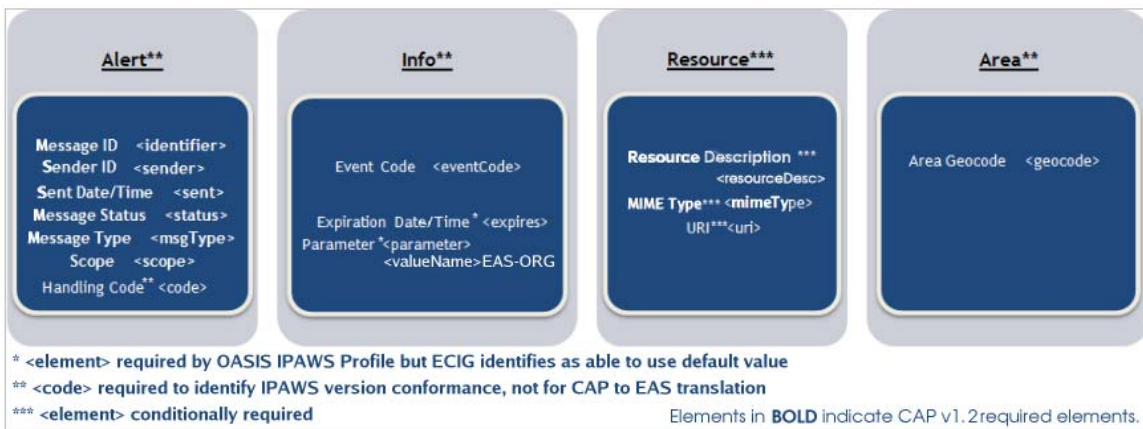 Alert**
Message ID <identifier>
Sender ID <sender>
Sent Date/Time <sent>
Message Status <status>
Message Type <msgType>
Scope <scope>
Handling Code** <code>
Info**
Event Code <eventCode>
Expiration Date/Time* <expires>
Parameter*<parameter>
<valueName>EAS-ORG
Resource***
Resource Description ***
<resourceDesc>
MIME Type*** <mimeType>
URI***<uri>
Area**
Area Geocode <geocode>
* <element> required by OASIS IPAWS Profile but ECIG identifies as able to use default value
** <code> required to identify IPAWS version conformance, not for CAP to EAS translation
*** <element> conditionally required
Elements in BOLD indicate CAP v1.2 required elements.